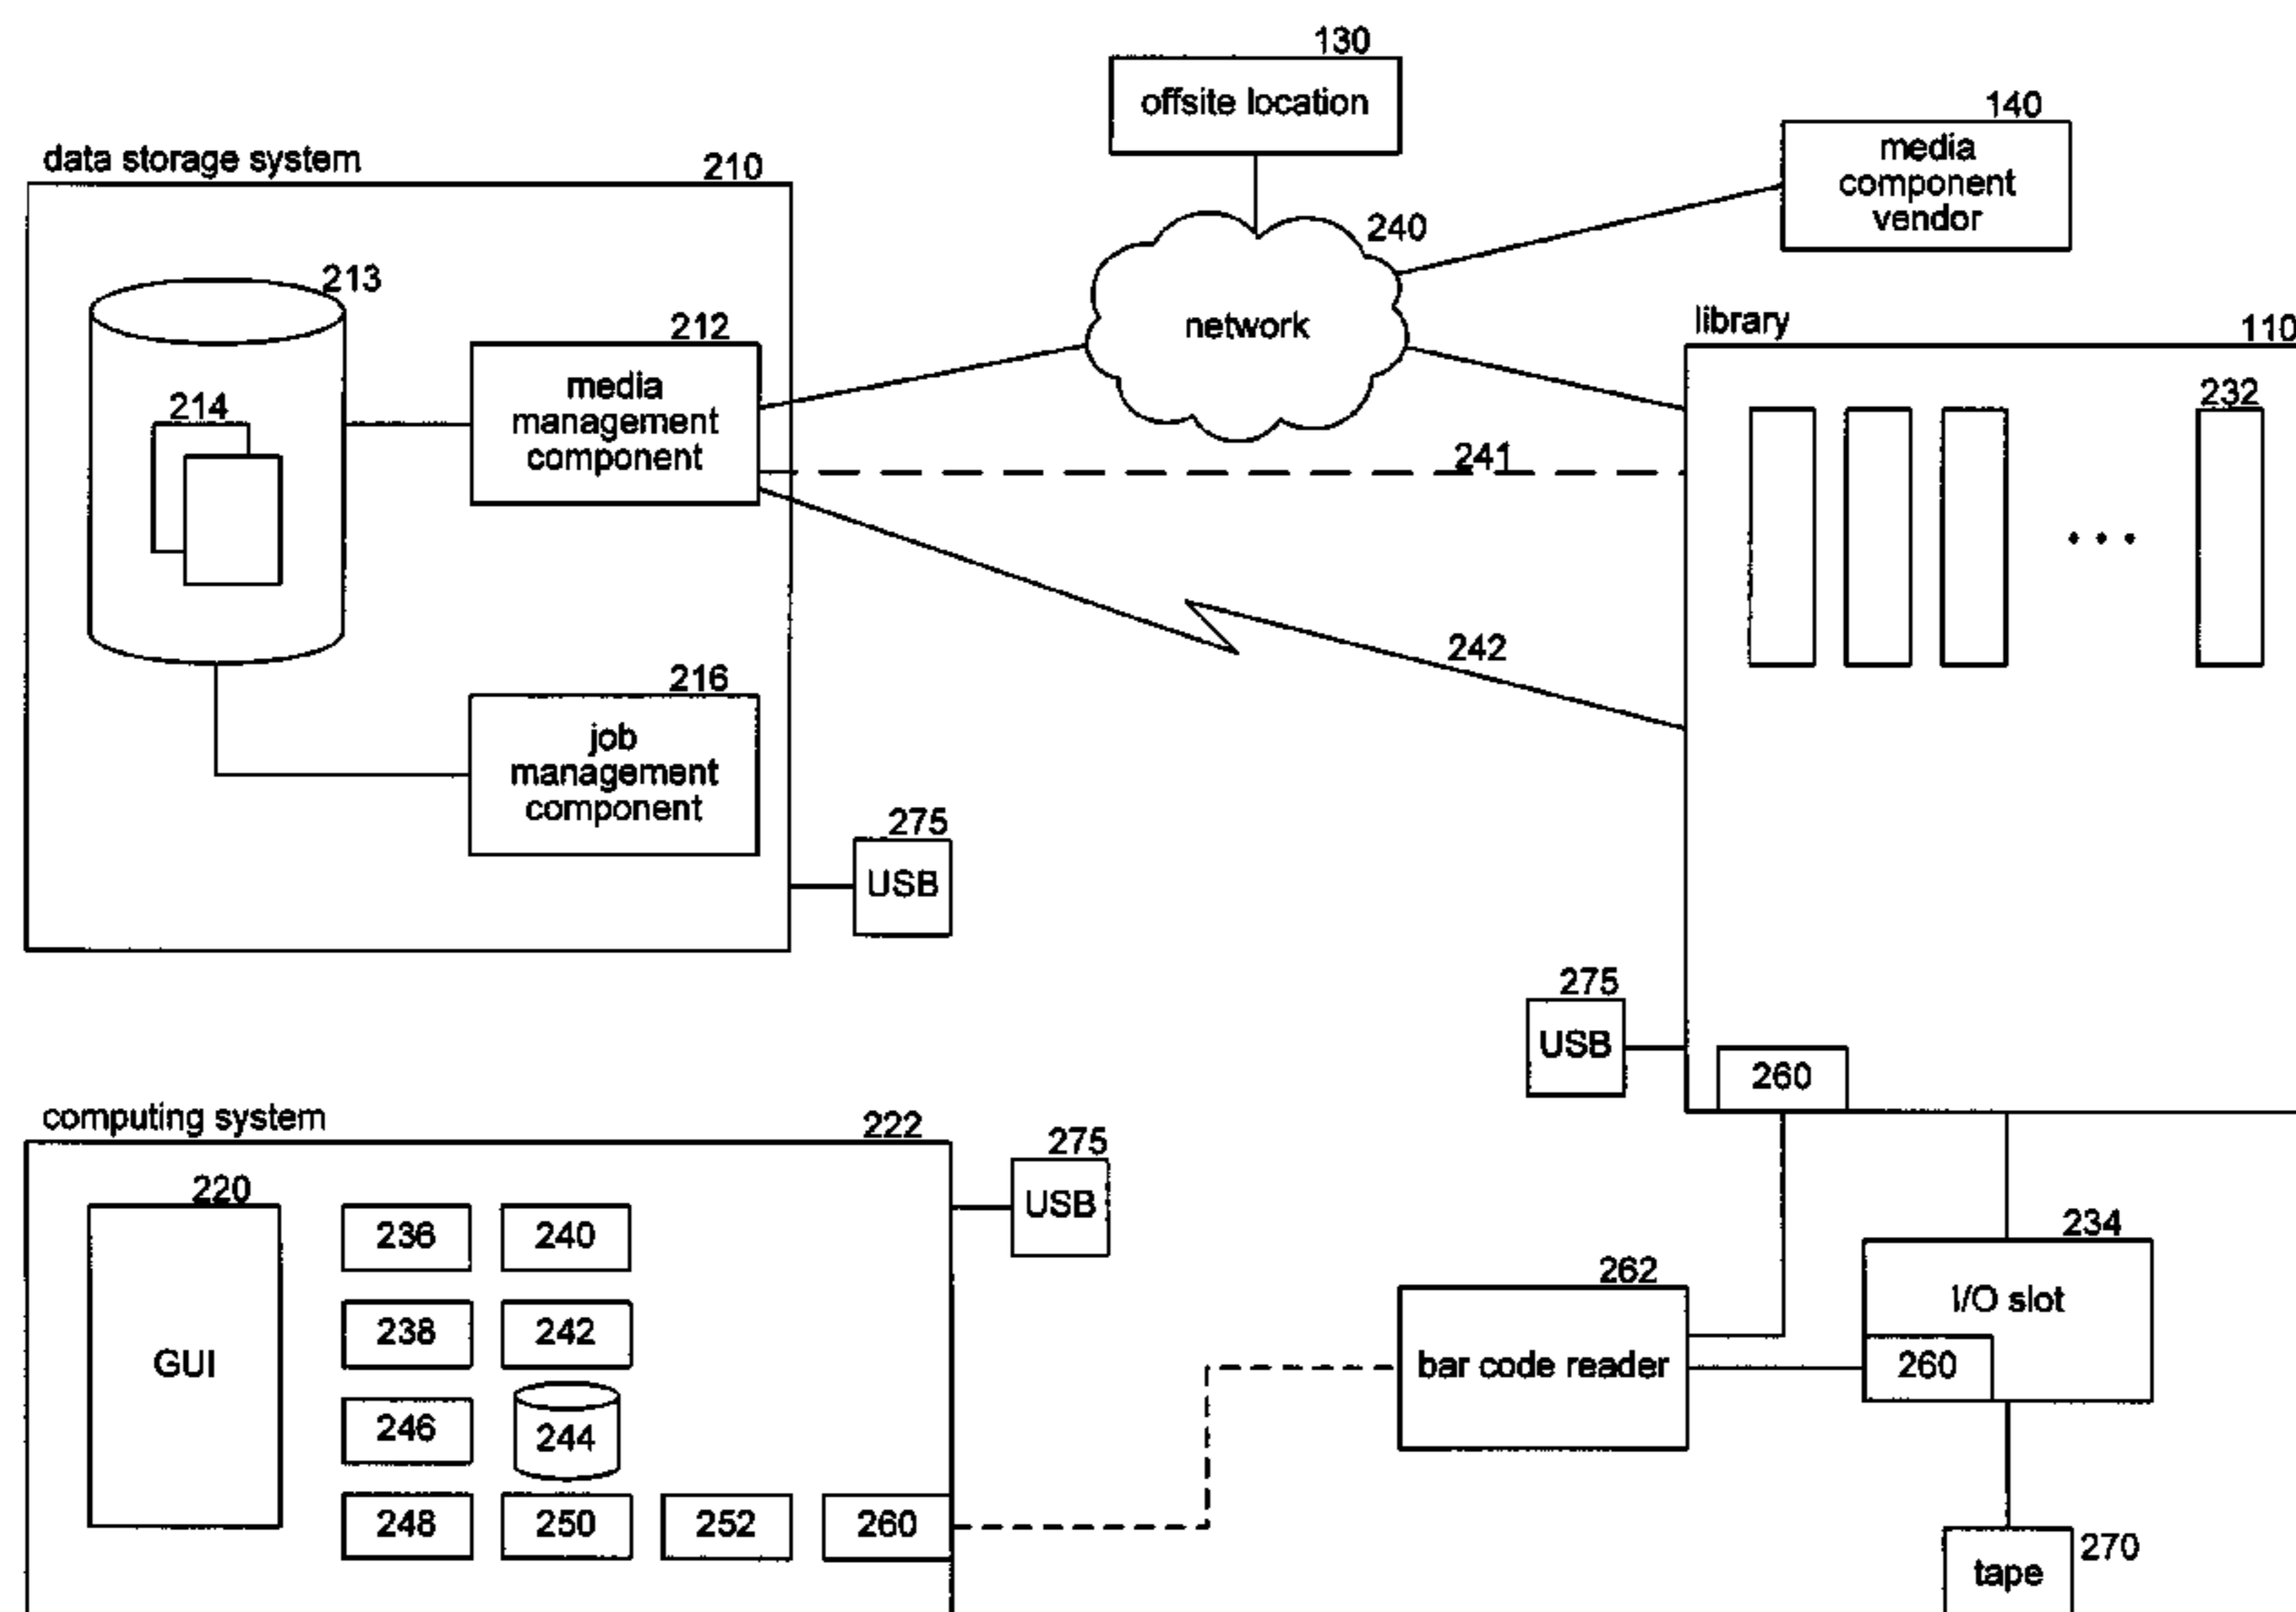 130
offsite location
140
media
component
vendor
data storage system
210
240
network
213
212
media
management
component
214
library
110
232
241
242
216
job
management
component
275
USB
275
USB
260
computing system
222
275
USB
220
GUI
236
240
238
242
246
244
248
250
252
260
262
bar code reader
234
I/O slot
260
270
tape